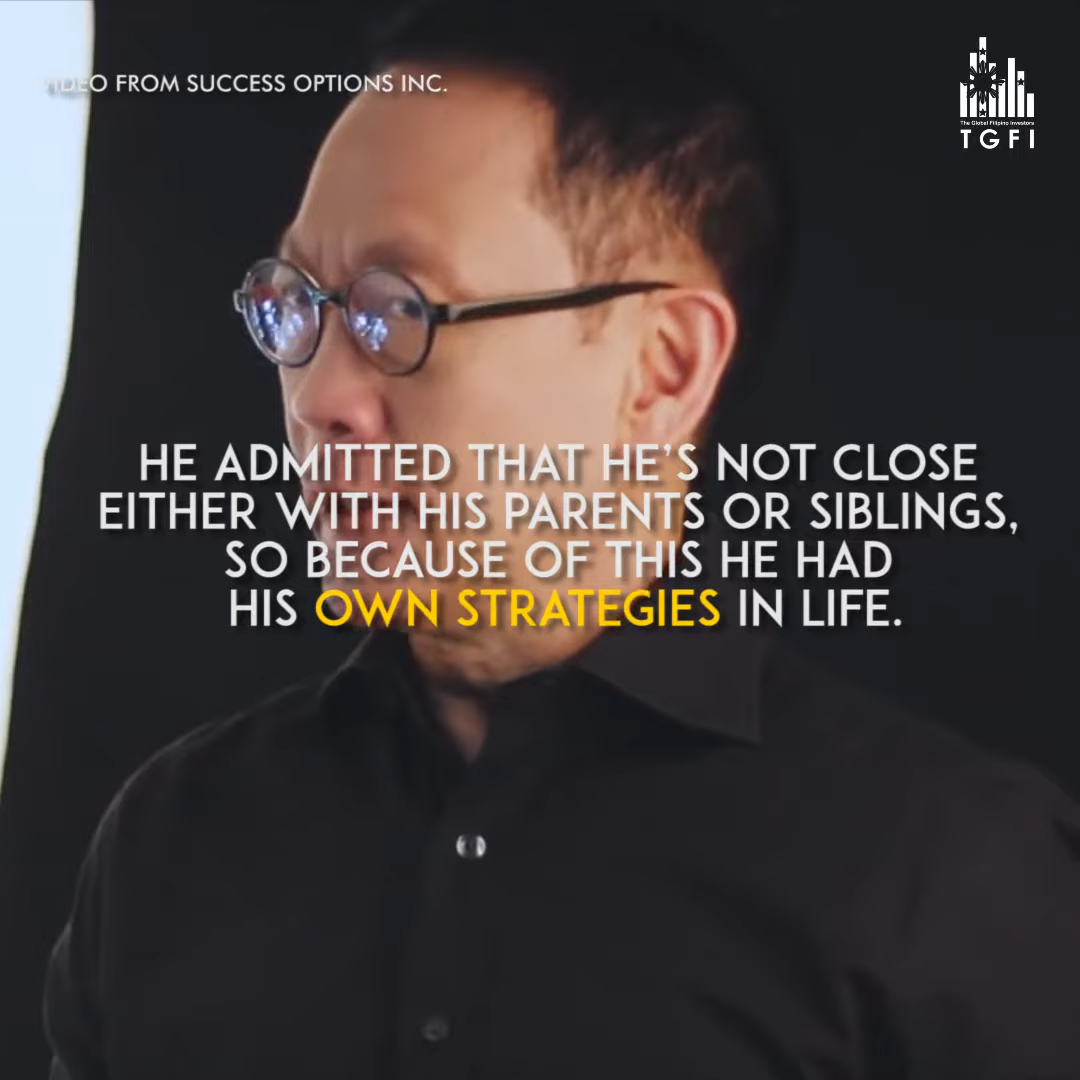 VIDEO FROM SUCCESS OPTIONS INC.
The Global Filipino Investors
TGFI
HE ADMITTED THAT HE'S NOT CLOSE
EITHER WITH HIS PARENTS OR SIBLINGS,
SO BECAUSE OF THIS HE HAD
HIS OWN STRATEGIES IN LIFE.